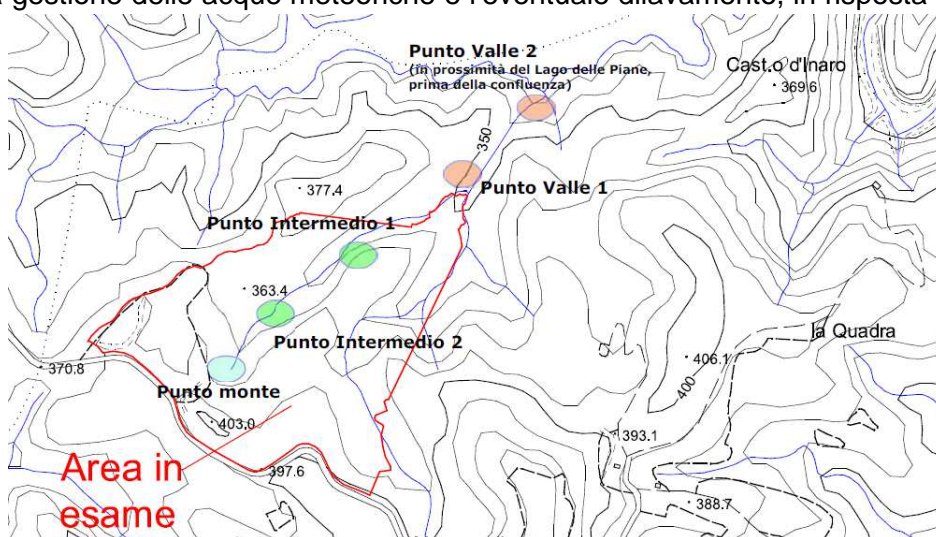 a gestione delle acque meteoriche e l'eventuale dilavamento, in risposta
Punto Valle 2
(in prossimità del Lago delle Piane,
prima della confluenza)
Cast.o d'Inaro
369.6
350
377.4
Punto Valle 1
Punto Intermedio 1
363.4
la Quadra
Punto Intermedio 2
406.1
370.8
Punto monte
400
403.0
393.1
Area in
esame
397.6
388.7